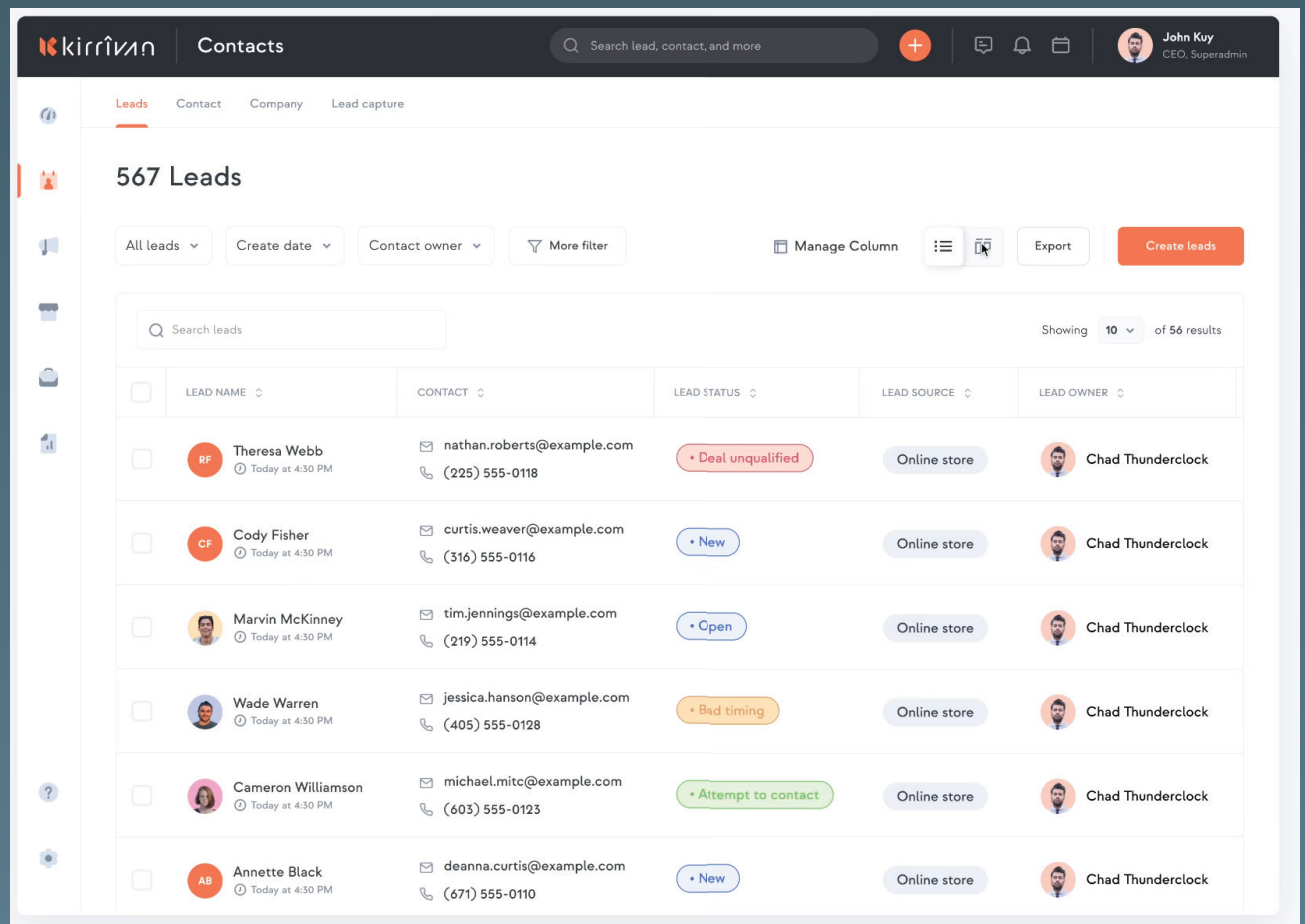 kirrîvan
Contacts
Search lead, contact, and more
John Kuy
CEO, Superadmin
Leads Contact Company Lead capture
567 Leads
All leads Create date Contact owner More filter Manage Column Export Create leads
Search leads Showing 10 of 56 results
LEAD NAME CONTACT LEAD STATUS LEAD SOURCE LEAD OWNER
RF Theresa Webb nathan.roberts@example.com • Deal unqualified Online store Chad Thunderclock
Today at 4:30 PM (225) 555-0118
CF Cody Fisher curtis.weaver@example.com • New Online store Chad Thunderclock
Today at 4:30 PM (316) 555-0116
Marvin McKinney tim.jennings@example.com • Open Online store Chad Thunderclock
Today at 4:30 PM (219) 555-0114
Wade Warren jessica.hanson@example.com • Bad timing Online store Chad Thunderclock
Today at 4:30 PM (405) 555-0128
Cameron Williamson michael.mitc@example.com • Attempt to contact Online store Chad Thunderclock
Today at 4:30 PM (603) 555-0123
AB Annette Black deanna.curtis@example.com • New Online store Chad Thunderclock
Today at 4:30 PM (671) 555-0110